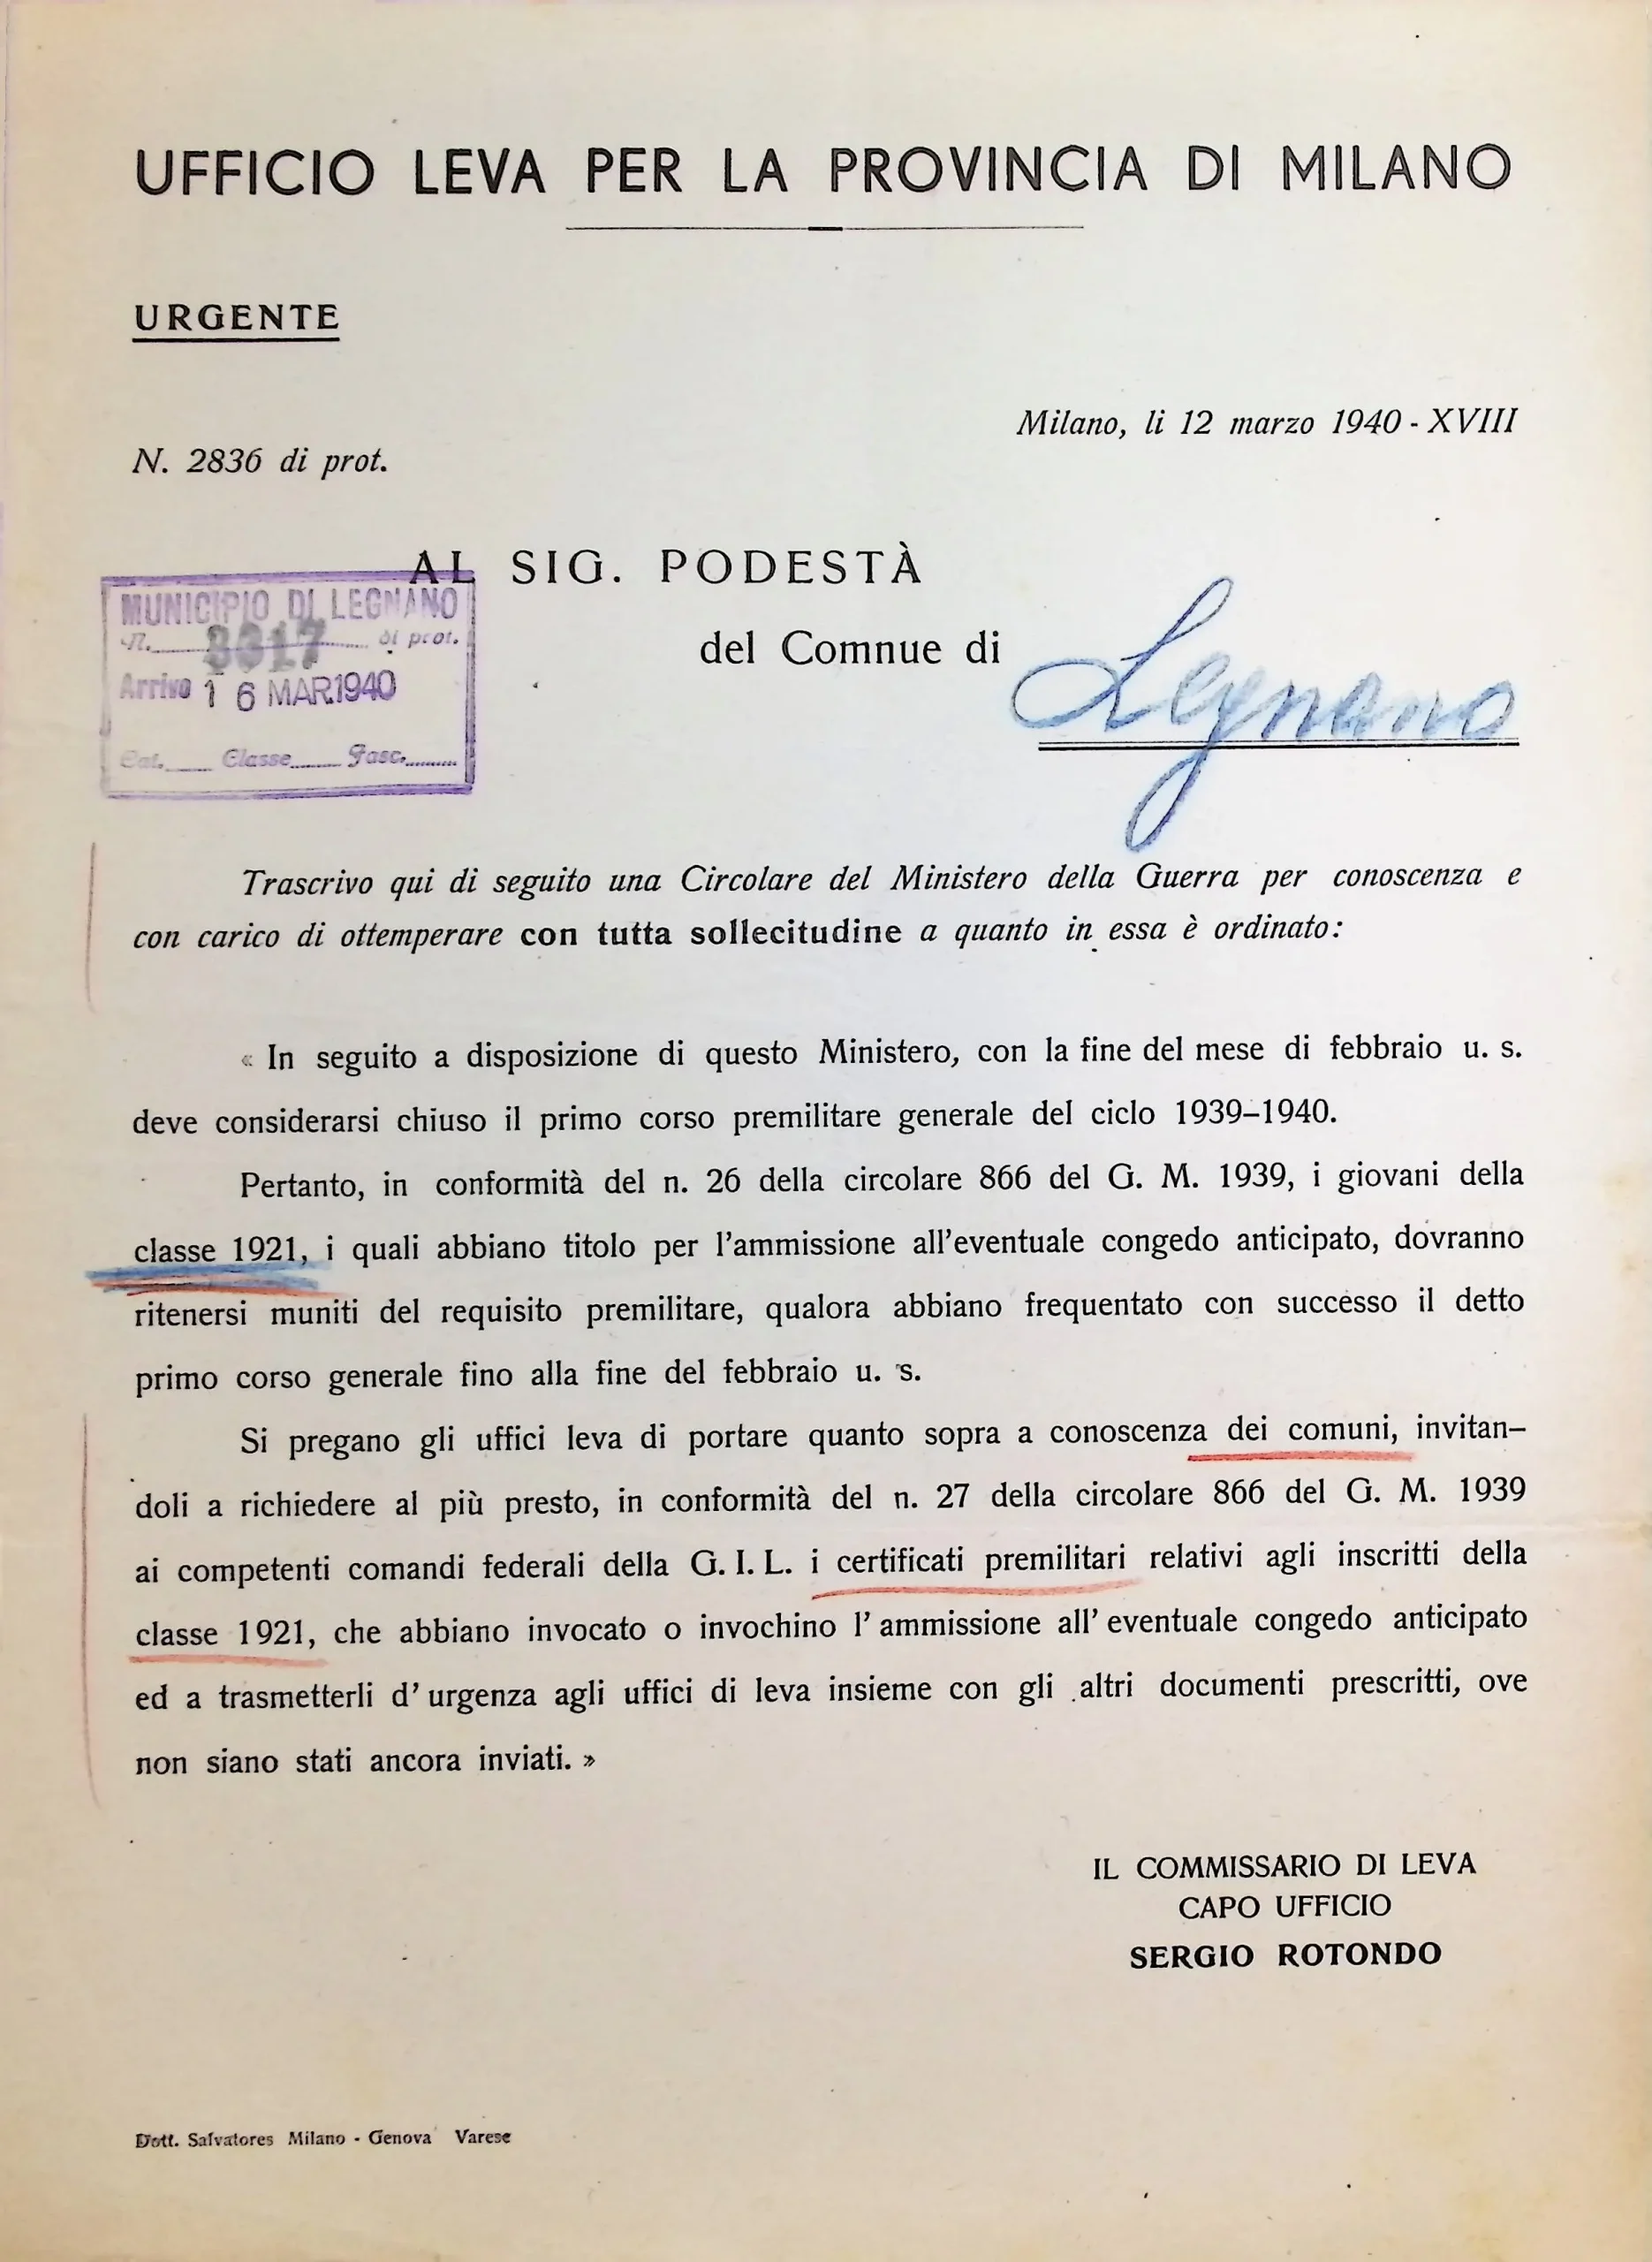 UFFICIO LEVA PER LA PROVINCIA DI MILANO
URGENTE
Milano, li 12 marzo 1940 - XVIII
N. 2836 di prot.
AL SIG. PODESTÀ
del Comnue di Legnano
MUNICIPIO DI LEGNANO
N. 3317 di prot.
Arrivo 16 MAR. 1940
Cat. Classe Fasc.
Trascrivo qui di seguito una Circolare del Ministero della Guerra per conoscenza e
con carico di ottemperare con tutta sollecitudine a quanto in essa è ordinato:
« In seguito a disposizione di questo Ministero, con la fine del mese di febbraio u. s.
deve considerarsi chiuso il primo corso premilitare generale del ciclo 1939-1940.
Pertanto, in conformità del n. 26 della circolare 866 del G. M. 1939, i giovani della
classe 1921, i quali abbiano titolo per l'ammissione all'eventuale congedo anticipato, dovranno
ritenersi muniti del requisito premilitare, qualora abbiano frequentato con successo il detto
primo corso generale fino alla fine del febbraio u. s.
Si pregano gli uffici leva di portare quanto sopra a conoscenza dei comuni, invitan-
doli a richiedere al più presto, in conformità del n. 27 della circolare 866 del G. M. 1939
ai competenti comandi federali della G. I. L. i certificati premilitari relativi agli inscritti della
classe 1921, che abbiano invocato o invochino l' ammissione all' eventuale congedo anticipato
ed a trasmetterli d' urgenza agli uffici di leva insieme con gli altri documenti prescritti, ove
non siano stati ancora inviati. »
IL COMMISSARIO DI LEVA
CAPO UFFICIO
SERGIO ROTONDO
Dott. Salvatores Milano - Genova Varese